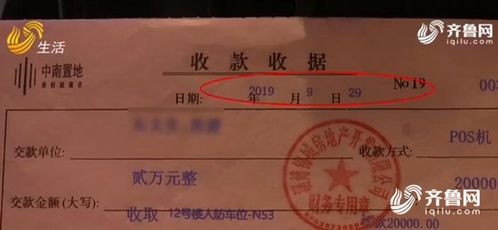 生活
齐鲁网
iqilu.com
中南置地
收款收据
No 19
日期: 2019 年 9 月 29
交款单位: 收款方式: POS机
贰万元整 20000
交款金额(大写):
财务专用章
收取 12号楼人防车位-N53 20000.00
齐鲁网
iqilu.com